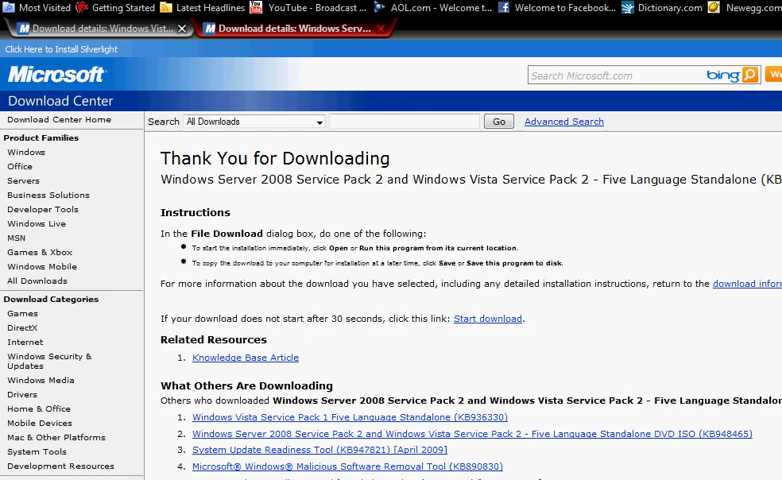 Most Visited Getting Started Latest Headlines YouTube - Broadcast ... AOL.com - Welcome t... Welcome to Facebook... Dictionary.com Newegg.com
Download details: Windows Vist... Download details: Windows Serv...
Click Here to Install Silverlight
Microsoft Search Microsoft.com bing We
Download Center
Download Center Home
Search All Downloads Go Advanced Search
Product Families
Windows
Office
Servers
Business Solutions
Developer Tools
Windows Live
MSN
Games & Xbox
Windows Mobile
All Downloads
Download Categories
Games
DirectX
Internet
Windows Security &
Updates
Windows Media
Drivers
Home & Office
Mobile Devices
Mac & Other Platforms
System Tools
Development Resources
Thank You for Downloading
Windows Server 2008 Service Pack 2 and Windows Vista Service Pack 2 - Five Language Standalone (KB
Instructions
In the File Download dialog box, do one of the following:
• To start the installation immediately, click Open or Run this program from its current location.
• To copy the download to your computer for installation at a later time, click Save or Save this program to disk.
For more information about the download you have selected, including any detailed installation instructions, return to the download infor
If your download does not start after 30 seconds, click this link: Start download.
Related Resources
1. Knowledge Base Article
What Others Are Downloading
Others who downloaded Windows Server 2008 Service Pack 2 and Windows Vista Service Pack 2 - Five Language Standalon
1. Windows Vista Service Pack 1 Five Language Standalone (KB936330)
2. Windows Server 2008 Service Pack 2 and Windows Vista Service Pack 2 - Five Language Standalone DVD ISO (KB948465)
3. System Update Readiness Tool (KB947821) [April 2009]
4. Microsoft® Windows® Malicious Software Removal Tool (KB890830)